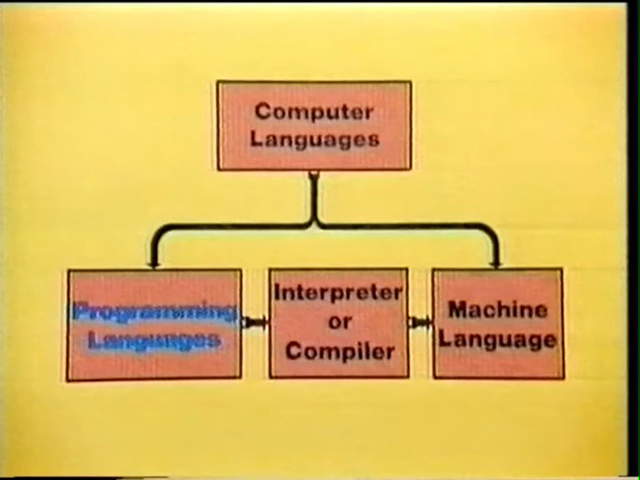 Computer
Languages
Programming
Languages
Interpreter
or
Compiler
Machine
Language